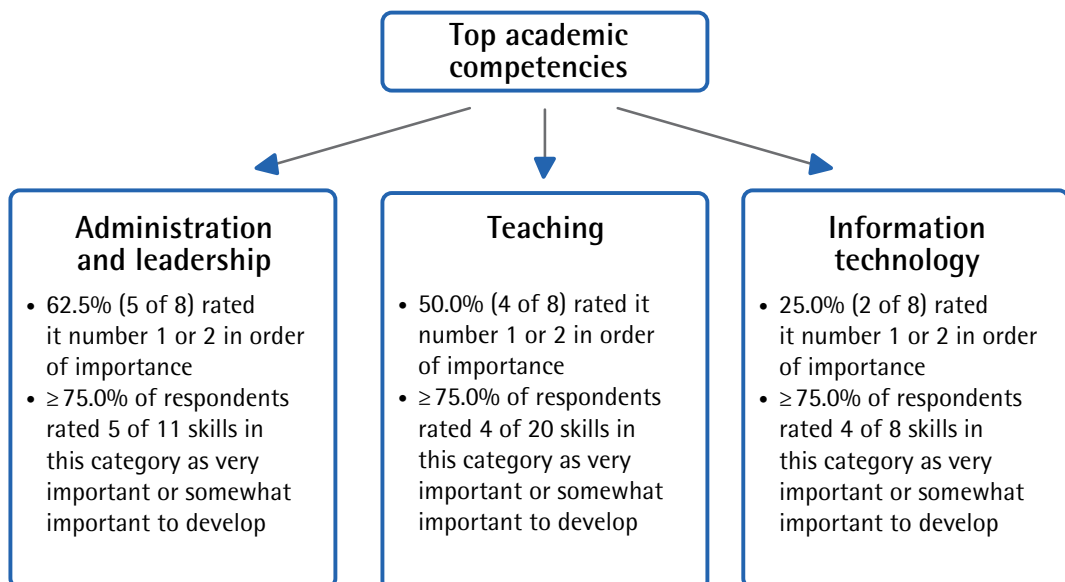 Top academic
competencies
Administration
and leadership
• 62.5% (5 of 8) rated
it number 1 or 2 in order
of importance
• ≥75.0% of respondents
rated 5 of 11 skills in
this category as very
important or somewhat
important to develop
Teaching
• 50.0% (4 of 8) rated it
number 1 or 2 in order
of importance
• ≥75.0% of respondents
rated 4 of 20 skills in
this category as very
important or somewhat
important to develop
Information
technology
• 25.0% (2 of 8) rated
it number 1 or 2 in order
of importance
• ≥75.0% of respondents
rated 4 of 8 skills in
this category as very
important or somewhat
important to develop